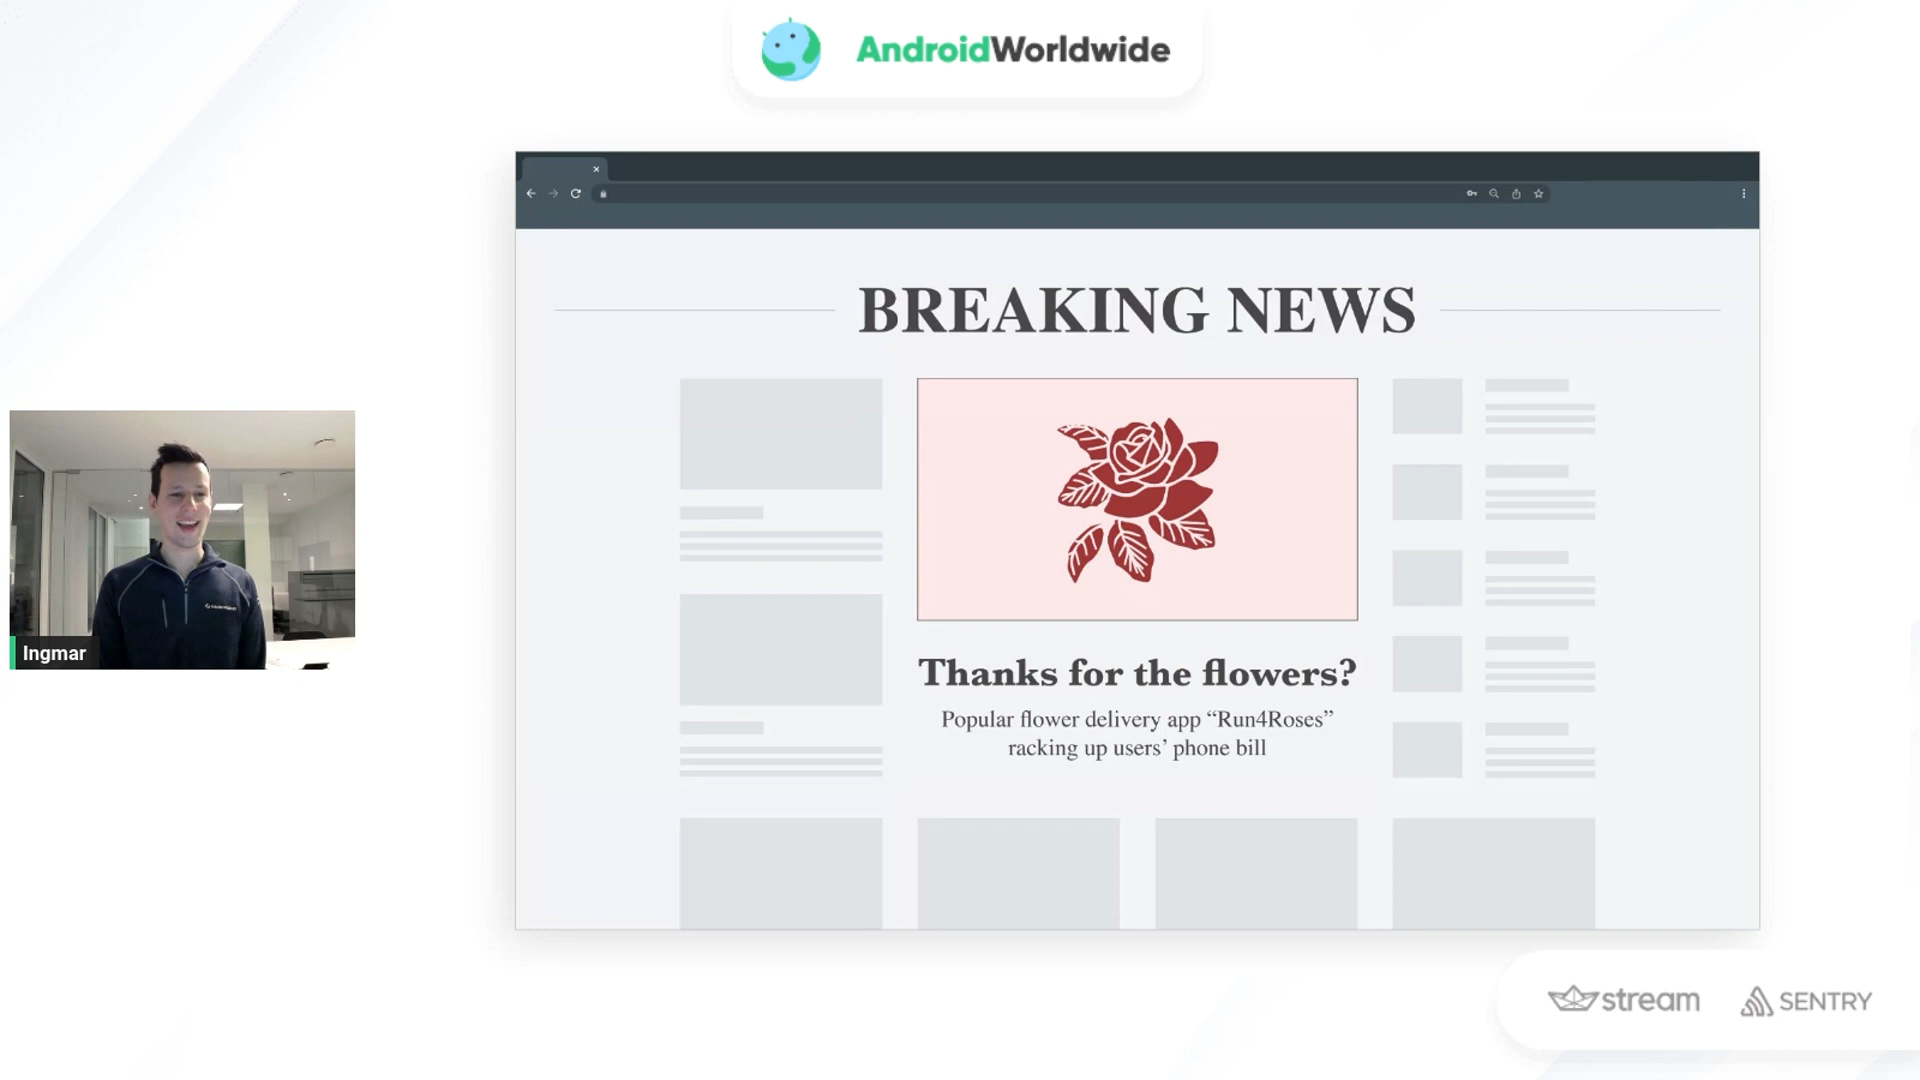 AndroidWorldwide
BREAKING NEWS
Thanks for the flowers?
Popular flower delivery app “Run4Roses”
racking up users’ phone bill
Ingmar
stream
SENTRY